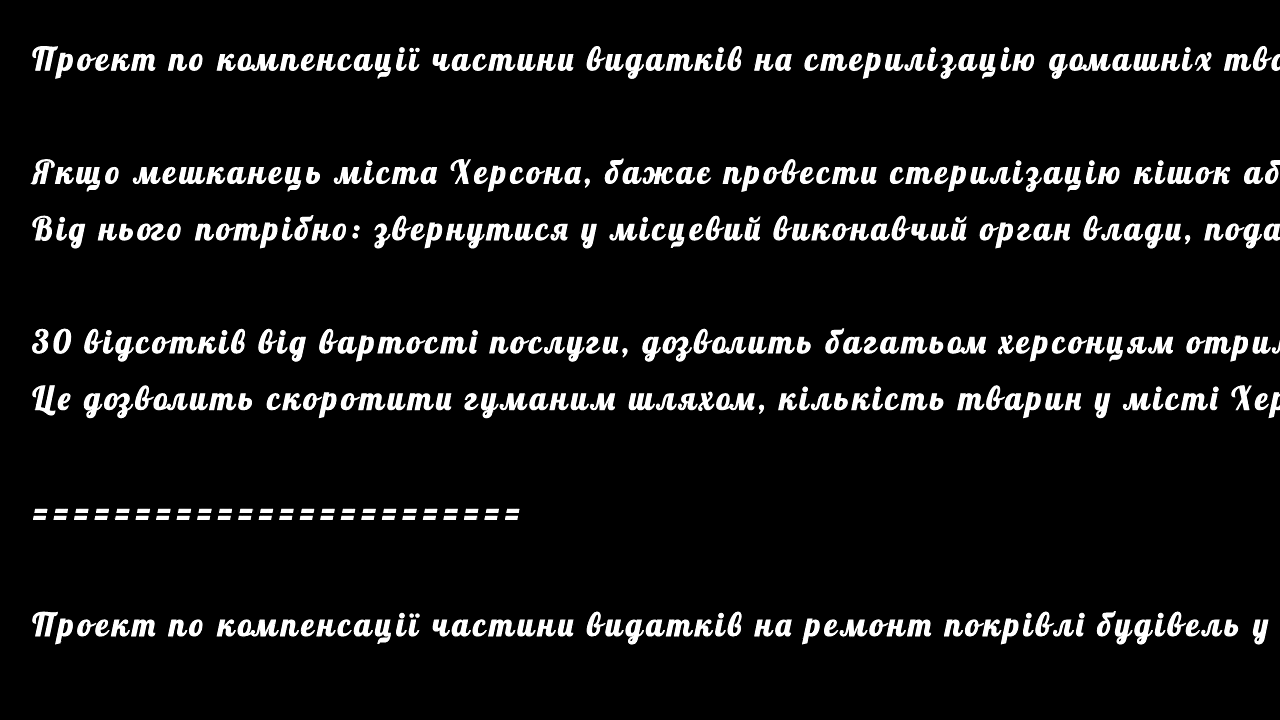 Проект по компенсації частини видатків на стерилізацію домашніх
Якщо мешканець міста Херсона, бажає провести стерилізацію кішок
Від нього потрібно: звернутися у місцевий виконавчий орган влади,
30 відсотків від вартості послуги, дозволить багатьом херсонцям
Це дозволить скоротити гуманим шляхом, кількість тварин у місті
========================
Проект по компенсації частини видатків на ремонт покрівлі будівель у